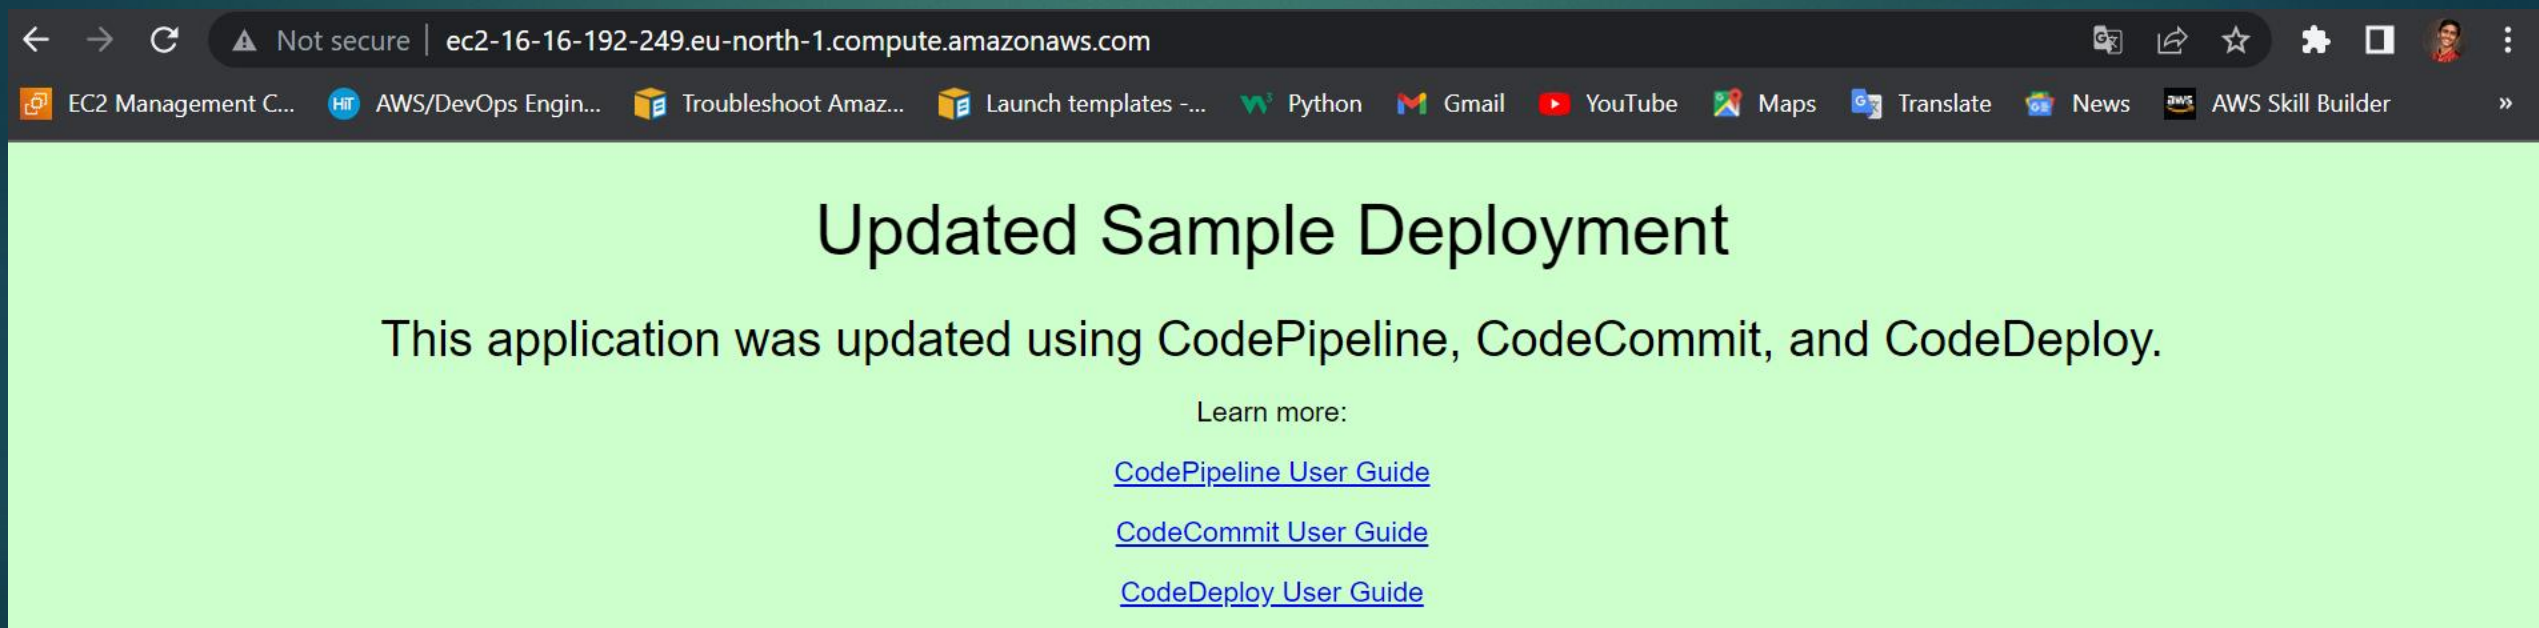 Not secure | ec2-16-16-192-249.eu-north-1.compute.amazonaws.com
EC2 Management C... HiT AWS/DevOps Engin... Troubleshoot Amaz... Launch templates -... Python Gmail YouTube Maps Translate News aws AWS Skill Builder »
Updated Sample Deployment
This application was updated using CodePipeline, CodeCommit, and CodeDeploy.
Learn more:
CodePipeline User Guide
CodeCommit User Guide
CodeDeploy User Guide